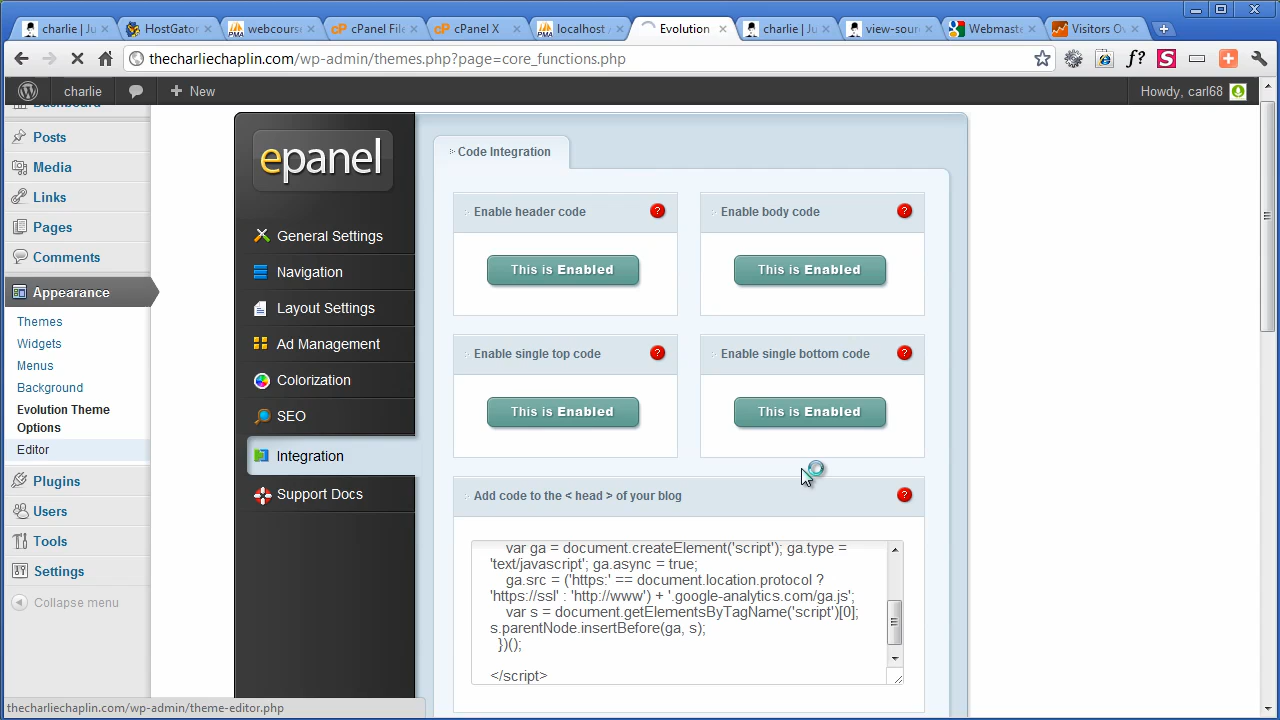 charlie | Ju
HostGator
webcourse
cPanel File
cPanel X
localhost /
Evolution
charlie | Ju
view-sour
Webmaste
Visitors Ov
thecharliechaplin.com/wp-admin/themes.php?page=core_functions.php
charlie
New
Howdy, carl68
Posts
Media
Links
Pages
Comments
Appearance
Themes
Widgets
Menus
Background
Evolution Theme
Options
Editor
Plugins
Users
Tools
Settings
Collapse menu
epanel
General Settings
Navigation
Layout Settings
Ad Management
Colorization
SEO
Integration
Support Docs
Code Integration
Enable header code ?
Enable body code ?
This is Enabled
This is Enabled
Enable single top code ?
Enable single bottom code ?
This is Enabled
This is Enabled
Add code to the < head > of your blog ?
var ga = document.createElement('script'); ga.type =
'text/javascript'; ga.async = true;
ga.src = ('https:' == document.location.protocol ?
'https://ssl' : 'http://www') + '.google-analytics.com/ga.js';
var s = document.getElementsByTagName('script')[0];
s.parentNode.insertBefore(ga, s);
})();
</script>
thecharliechaplin.com/wp-admin/theme-editor.php